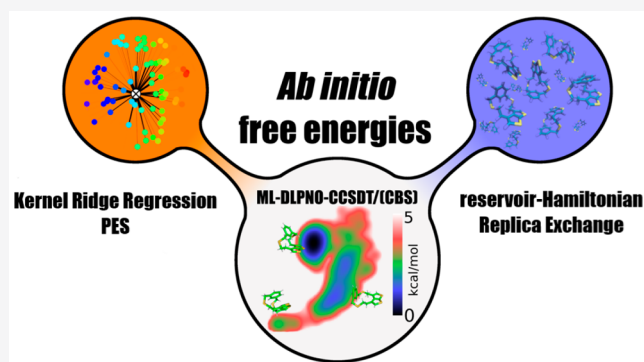 Ab initio
free energies
Kernel Ridge Regression
PES
ML-DLPNO-CCSDT/(CBS)
5
kcal/mol
0
reservoir-Hamiltonian
Replica Exchange